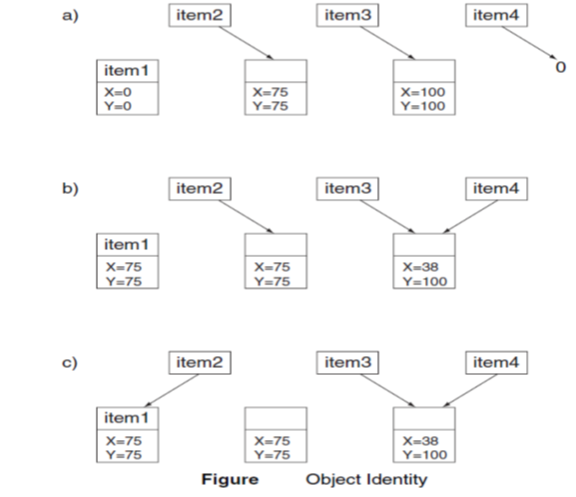 a) item2 item3 item4
0
item1
X=0 X=75 X=100
Y=0 Y=75 Y=100
b) item2 item3 item4
item1
X=75 X=75 X=38
Y=75 Y=75 Y=100
c) item2 item3 item4
item1
X=75 X=75 X=38
Y=75 Y=75 Y=100
Figure Object Identity